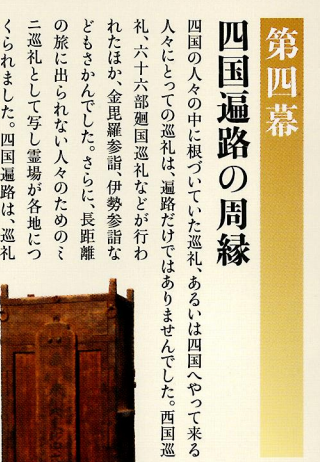 第四幕
四国遍路の周縁
四国の人々の中に根づいていた巡礼、あるいは四国へやって来る
人々にとっての巡礼は、遍路だけではありませんでした。西国巡
礼、六十六部廻国巡礼などが行わ
れたほか、金毘羅参詣、伊勢参詣な
どもさかんでした。さらに、長距離
の旅に出られない人々のためのミ
ニ巡礼として写し霊場が各地につ
くられました。四国遍路は、巡礼